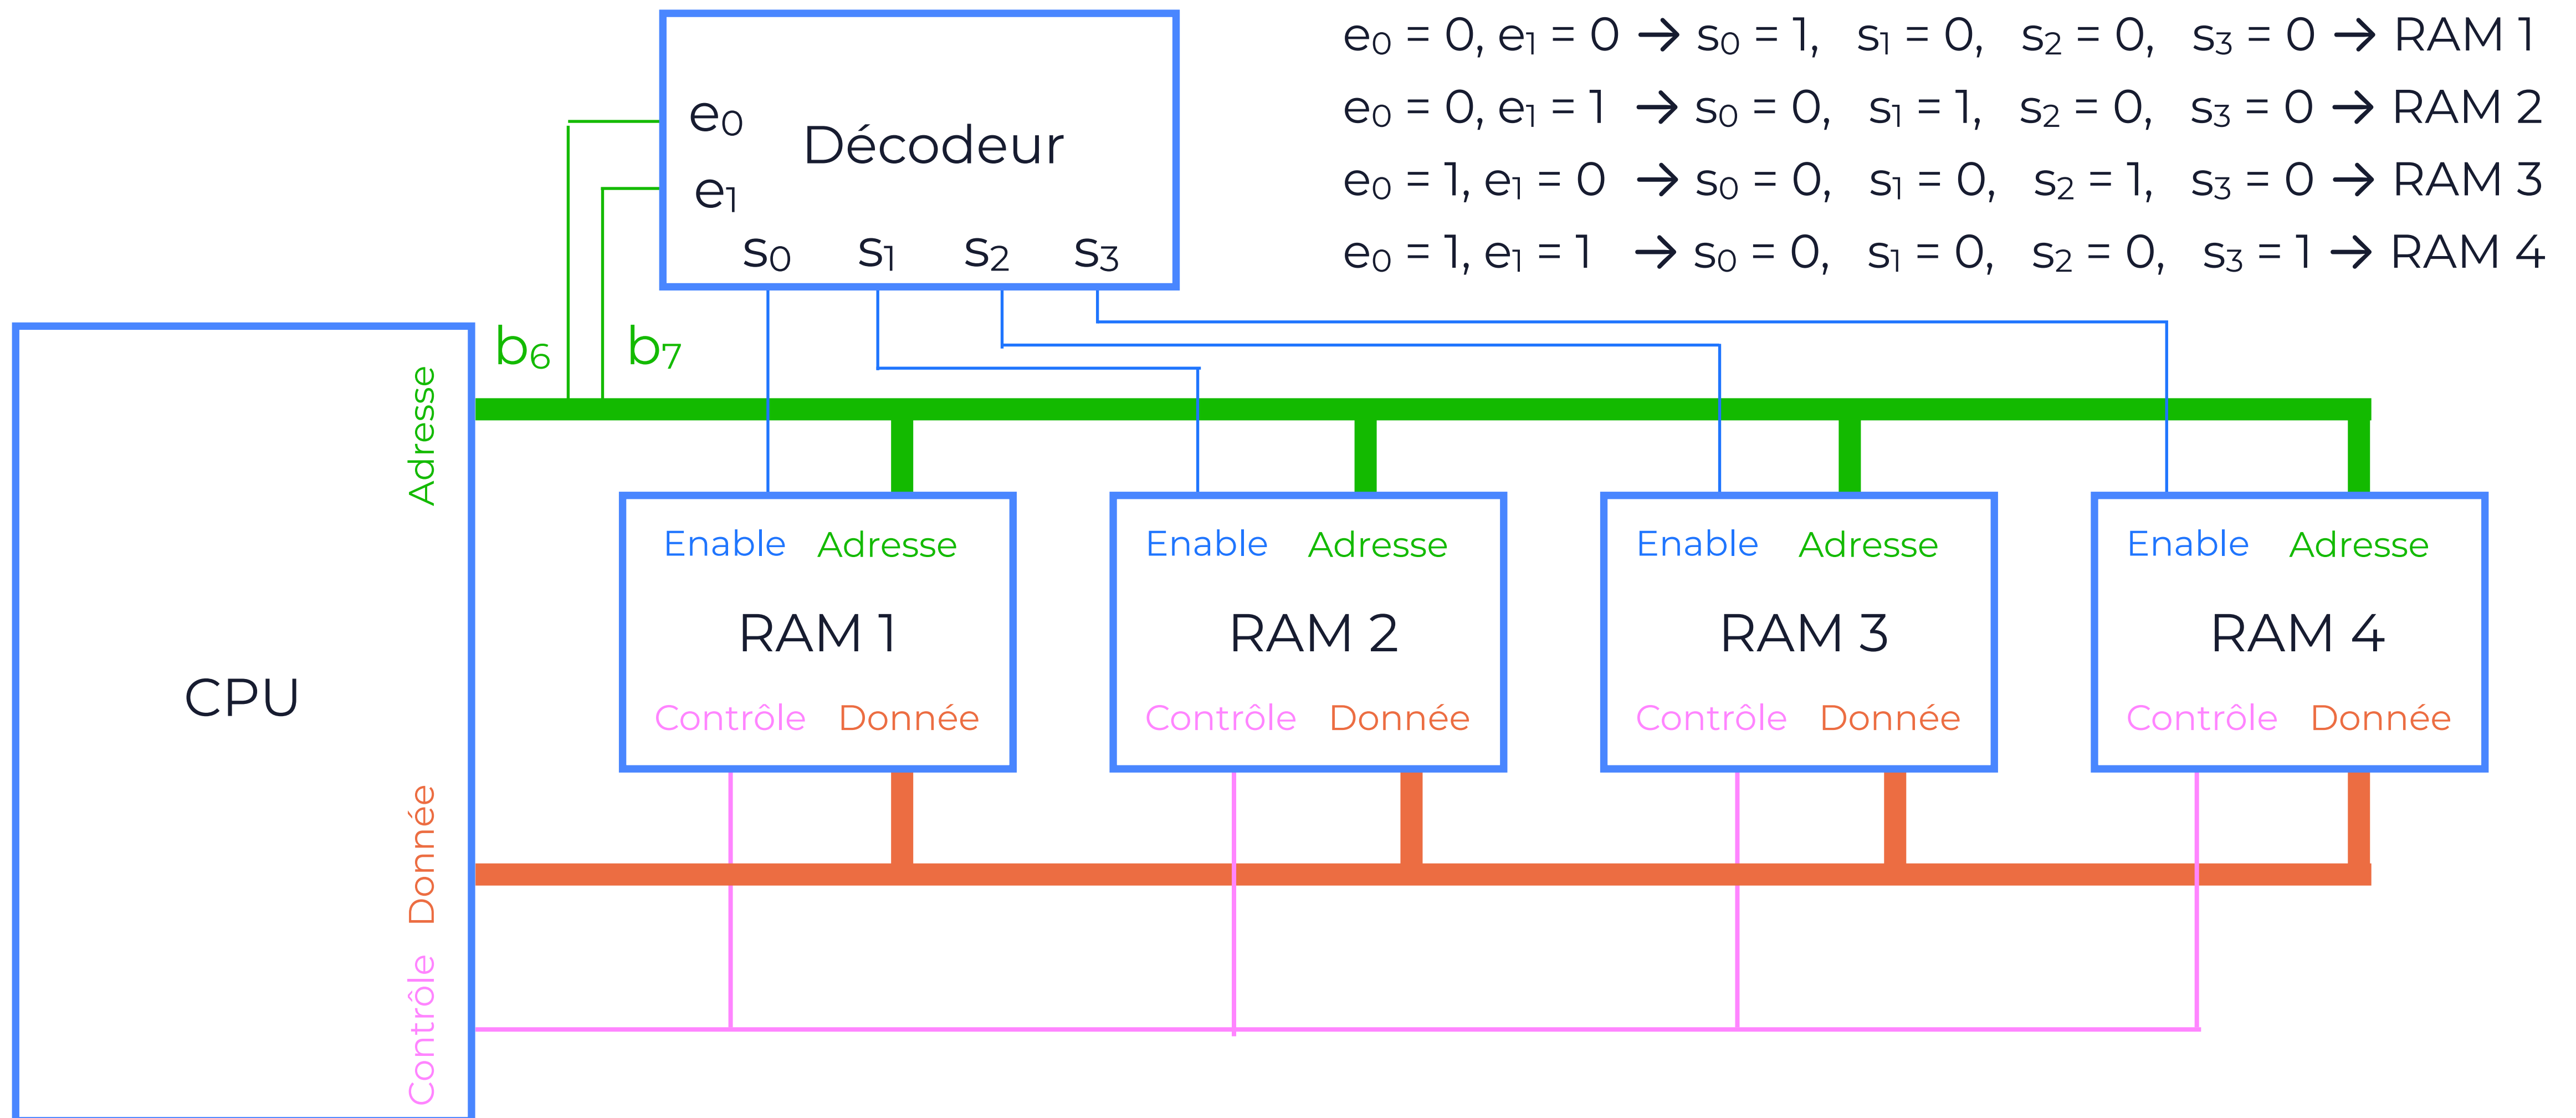 e₀ = 0, e₁ = 0 → s₀ = 1, s₁ = 0, s₂ = 0, s₃ = 0 → RAM 1
e₀ = 0, e₁ = 1 → s₀ = 0, s₁ = 1, s₂ = 0, s₃ = 0 → RAM 2
e₀ = 1, e₁ = 0 → s₀ = 0, s₁ = 0, s₂ = 1, s₃ = 0 → RAM 3
e₀ = 1, e₁ = 1 → s₀ = 0, s₁ = 0, s₂ = 0, s₃ = 1 → RAM 4
e₀
Décodeur
e₁
s₀ s₁ s₂ s₃
b₆ b₇
Adresse
Enable Adresse Enable Adresse Enable Adresse Enable Adresse
RAM 1 RAM 2 RAM 3 RAM 4
CPU
Contrôle Donnée Contrôle Donnée Contrôle Donnée Contrôle Donnée
Donnée
Contrôle